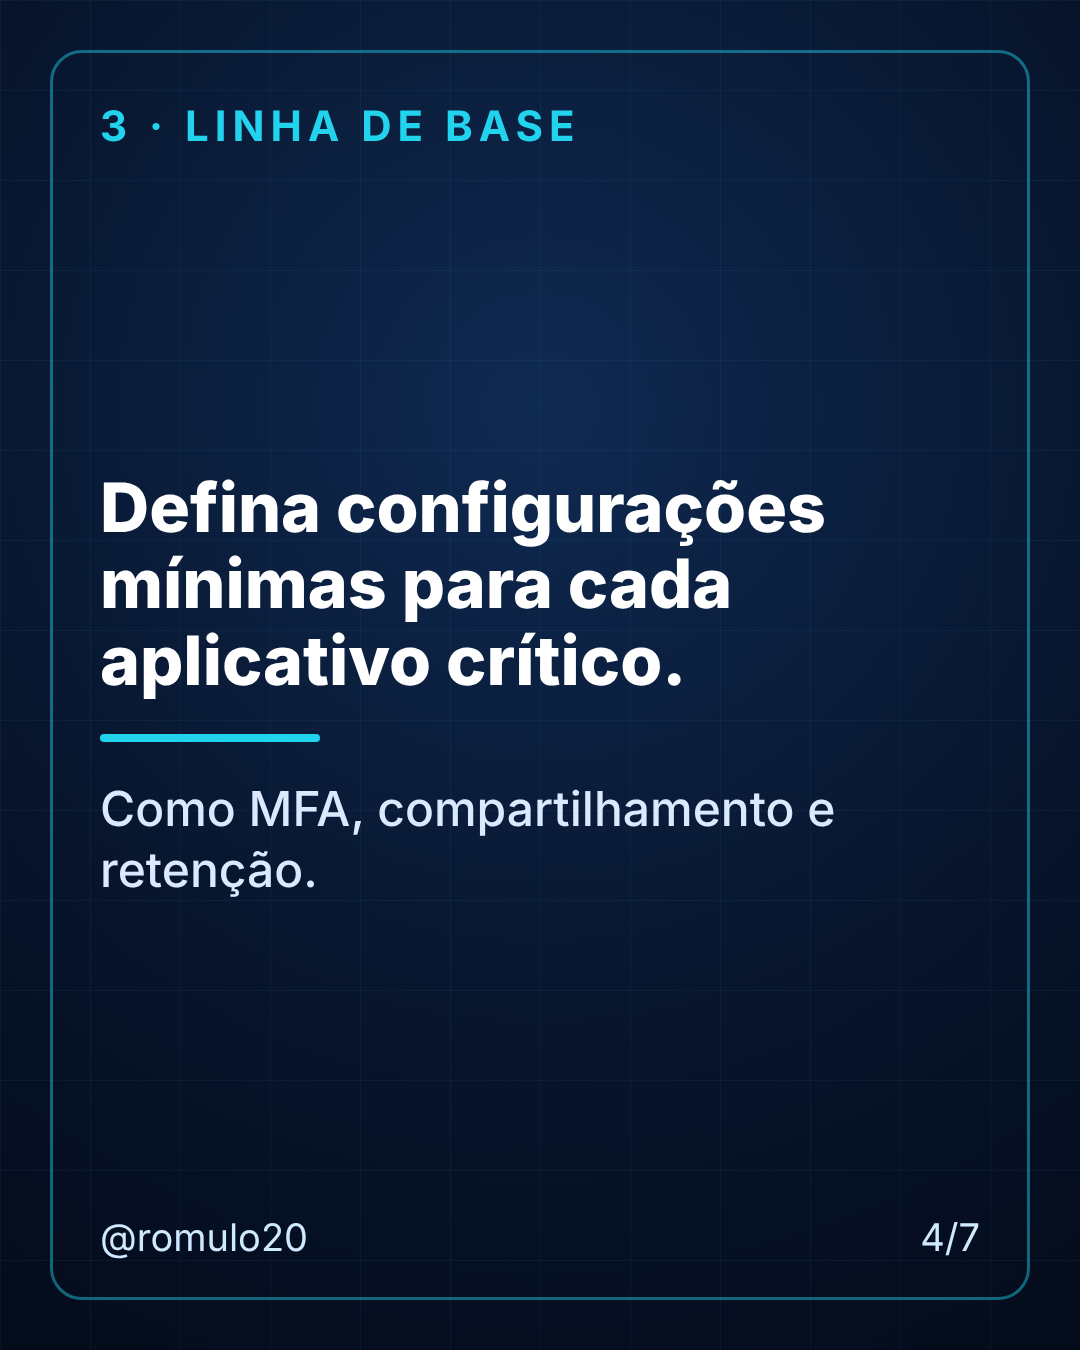 3 · LINHA DE BASE
Defina configurações
mínimas para cada
aplicativo crítico.
Como MFA, compartilhamento e
retenção.
@romulo20
4/7